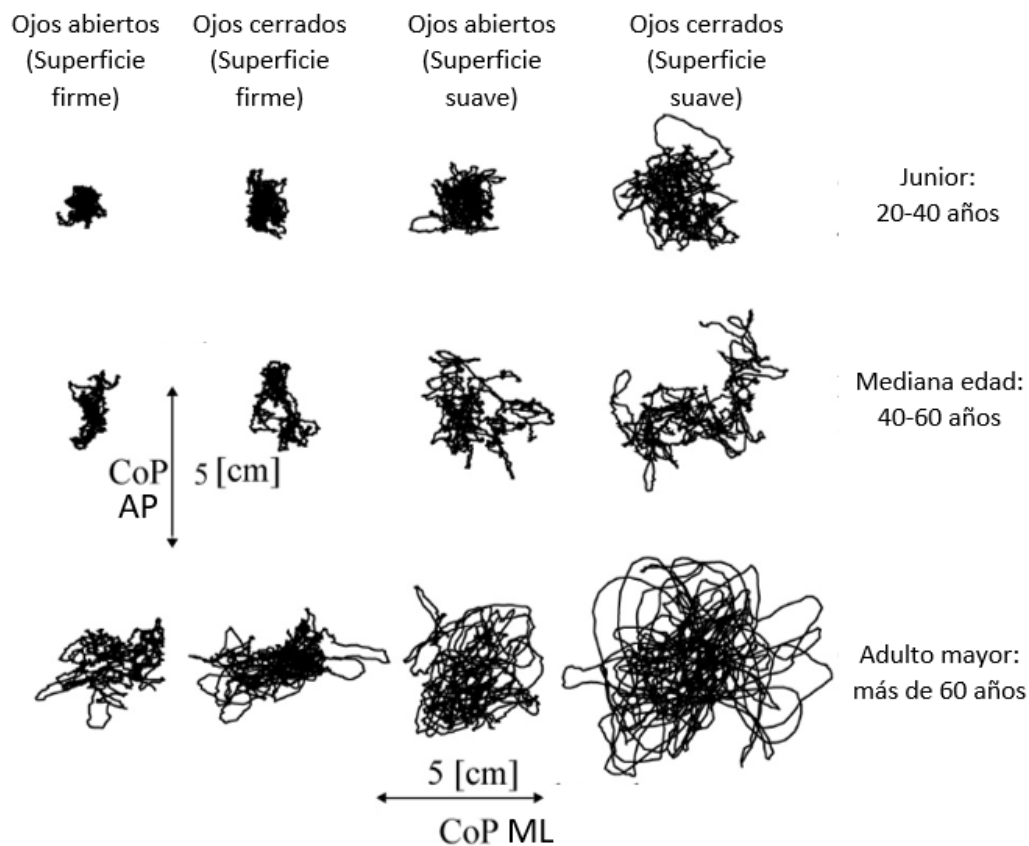 Ojos abiertos
(Superficie
firme)
Ojos cerrados
(Superficie
firme)
Ojos abiertos
(Superficie
suave)
Ojos cerrados
(Superficie
suave)
Junior:
20-40 años
Mediana edad:
40-60 años
CoP
AP
5 [cm]
Adulto mayor:
más de 60 años
5 [cm]
CoP ML